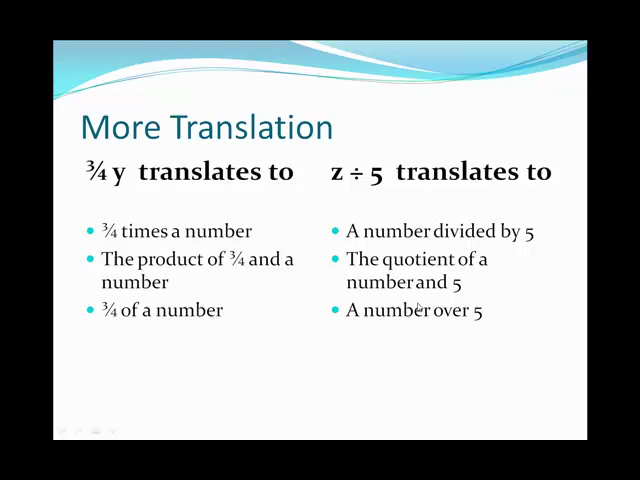 More Translation
¾ y translates to
¾ times a number
The product of ¾ and a
number
¾ of a number
z ÷ 5 translates to
A number divided by 5
The quotient of a
number and 5
A number over 5